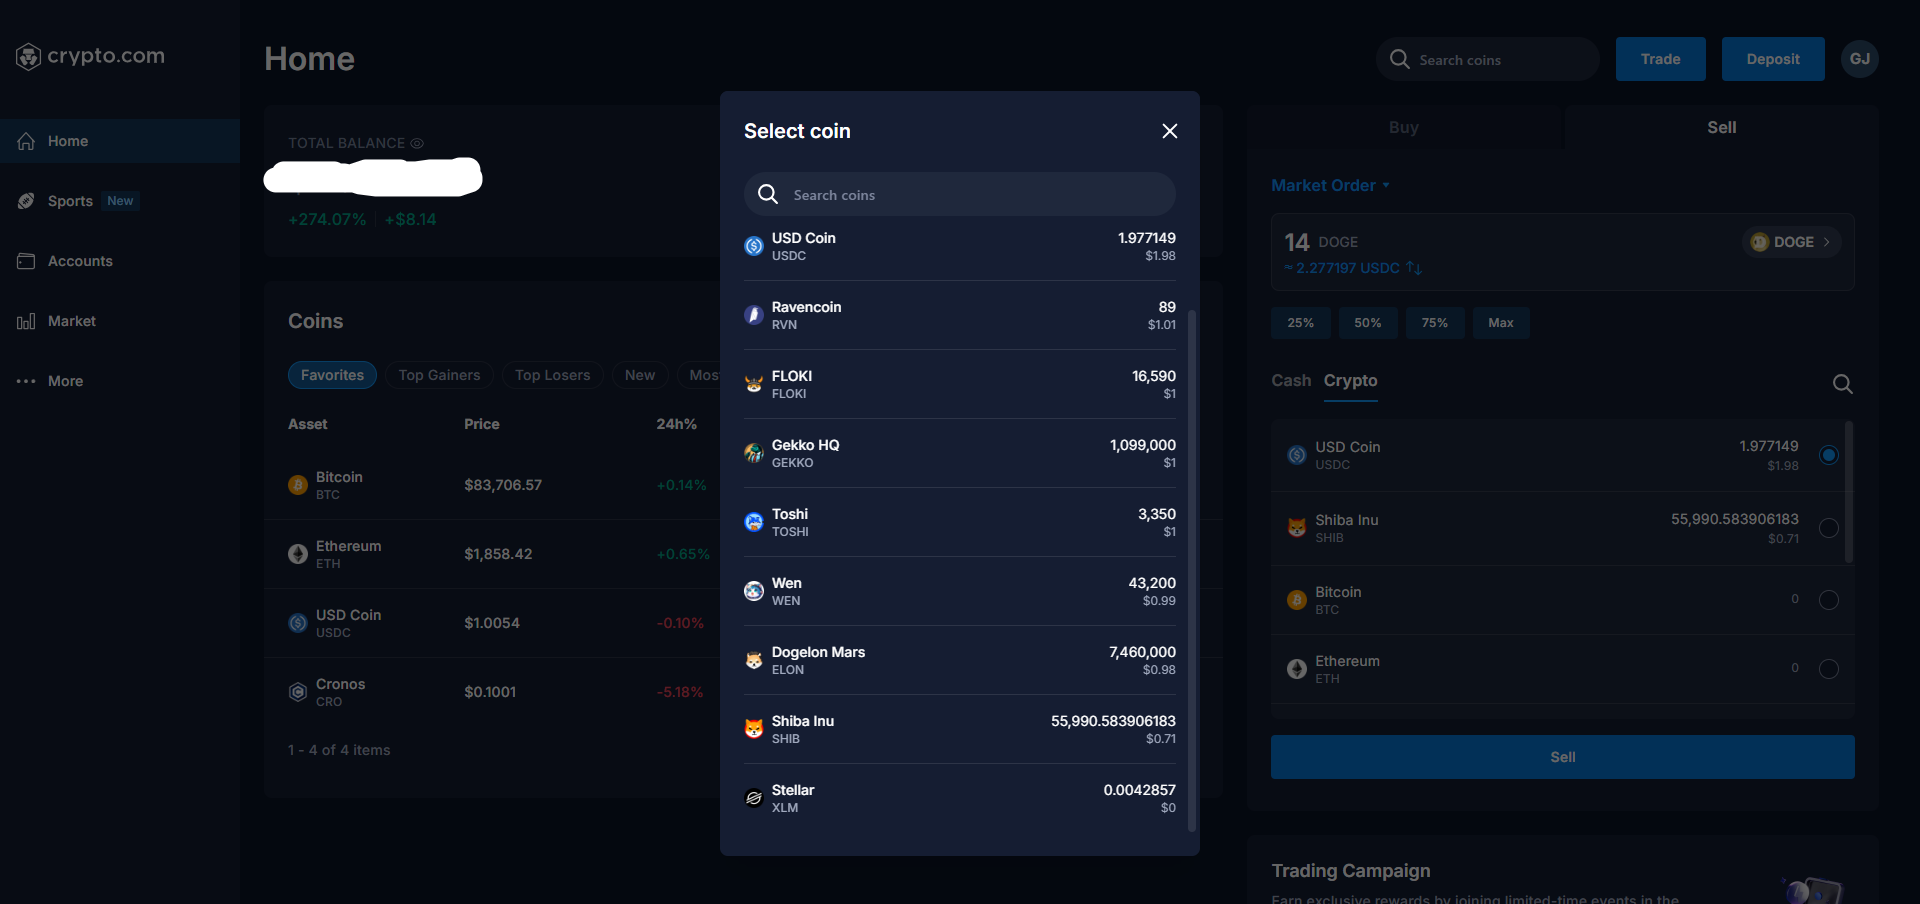 crypto.com
Home
Sports New
Accounts
Market
More
Home
Search coins
Trade
Deposit
GJ
TOTAL BALANCE
+274.07% +$8.14
Coins
Favorites Top Gainers Top Losers New Mos
Asset Price 24h%
Bitcoin
BTC
$83,706.57 +0.14%
Ethereum
ETH
$1,858.42 +0.65%
USD Coin
USDC
$1.0054 -0.10%
Cronos
CRO
$0.1001 -5.18%
1 - 4 of 4 items
Select coin
Search coins
USD Coin 1.977149
USDC $1.98
Ravencoin 89
RVN $1.01
FLOKI 16,590
FLOKI $1
Gekko HQ 1,099,000
GEKKO $1
Toshi 3,350
TOSHI $1
Wen 43,200
WEN $0.99
Dogelon Mars 7,460,000
ELON $0.98
Shiba Inu 55,990.583906183
SHIB $0.71
Stellar 0.0042857
XLM $0
Buy Sell
Market Order
14 DOGE DOGE
≈ 2.277197 USDC
25% 50% 75% Max
Cash Crypto
USD Coin 1.977149
USDC $1.98
Shiba Inu 55,990.583906183
SHIB $0.71
Bitcoin 0
BTC
Ethereum 0
ETH
Sell
Trading Campaign
Earn exclusive rewards by joining limited-time events in the